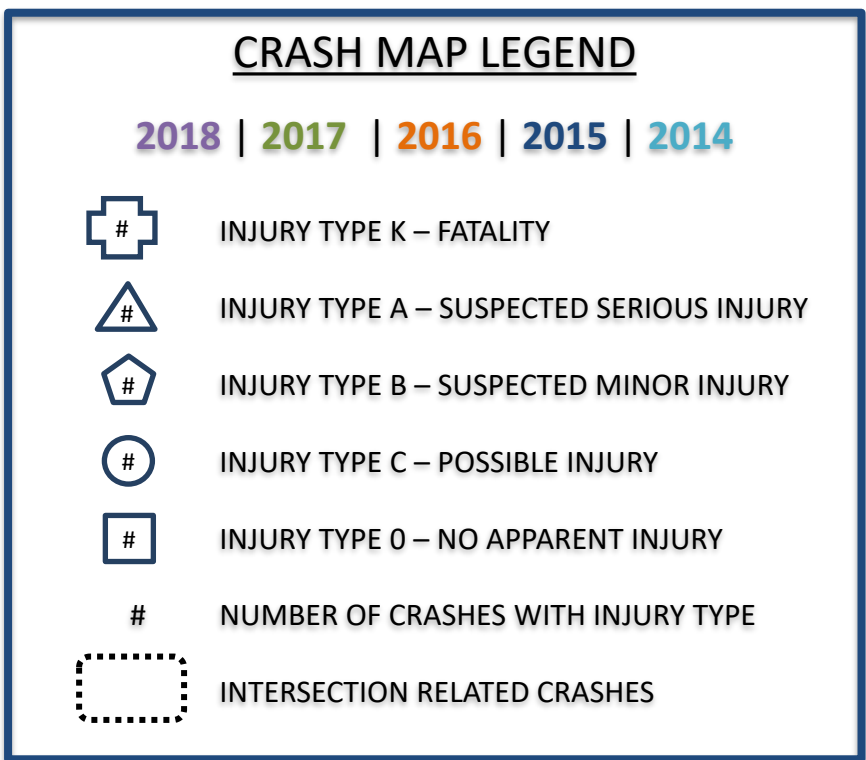 CRASH MAP LEGEND
2018 | 2017 | 2016 | 2015 | 2014
# INJURY TYPE K – FATALITY
# INJURY TYPE A – SUSPECTED SERIOUS INJURY
# INJURY TYPE B – SUSPECTED MINOR INJURY
# INJURY TYPE C – POSSIBLE INJURY
# INJURY TYPE 0 – NO APPARENT INJURY
# NUMBER OF CRASHES WITH INJURY TYPE
INTERSECTION RELATED CRASHES